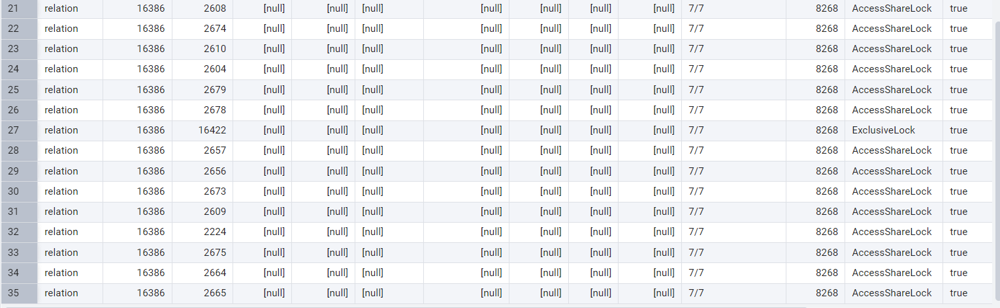 21 relation 16386 2608 [null] [null] [null] [null] [null] [null] [null] 7/7 8268 AccessShareLock true
22 relation 16386 2674 [null] [null] [null] [null] [null] [null] [null] 7/7 8268 AccessShareLock true
23 relation 16386 2610 [null] [null] [null] [null] [null] [null] [null] 7/7 8268 AccessShareLock true
24 relation 16386 2604 [null] [null] [null] [null] [null] [null] [null] 7/7 8268 AccessShareLock true
25 relation 16386 2679 [null] [null] [null] [null] [null] [null] [null] 7/7 8268 AccessShareLock true
26 relation 16386 2678 [null] [null] [null] [null] [null] [null] [null] 7/7 8268 AccessShareLock true
27 relation 16386 16422 [null] [null] [null] [null] [null] [null] [null] 7/7 8268 ExclusiveLock true
28 relation 16386 2657 [null] [null] [null] [null] [null] [null] [null] 7/7 8268 AccessShareLock true
29 relation 16386 2656 [null] [null] [null] [null] [null] [null] [null] 7/7 8268 AccessShareLock true
30 relation 16386 2673 [null] [null] [null] [null] [null] [null] [null] 7/7 8268 AccessShareLock true
31 relation 16386 2609 [null] [null] [null] [null] [null] [null] [null] 7/7 8268 AccessShareLock true
32 relation 16386 2224 [null] [null] [null] [null] [null] [null] [null] 7/7 8268 AccessShareLock true
33 relation 16386 2675 [null] [null] [null] [null] [null] [null] [null] 7/7 8268 AccessShareLock true
34 relation 16386 2664 [null] [null] [null] [null] [null] [null] [null] 7/7 8268 AccessShareLock true
35 relation 16386 2665 [null] [null] [null] [null] [null] [null] [null] 7/7 8268 AccessShareLock true